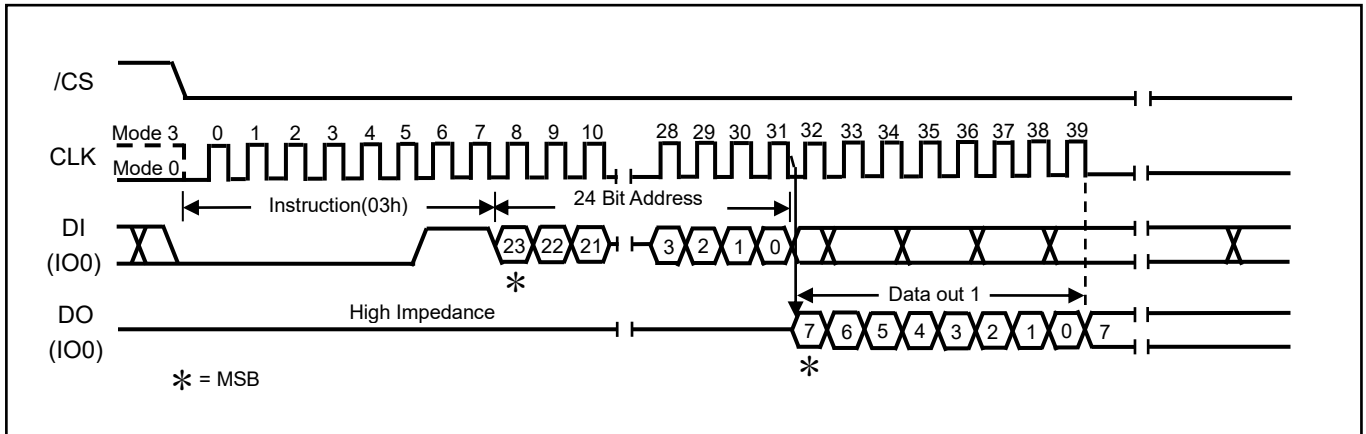 /CS
Mode 3 0 1 2 3 4 5 6 7 8 9 10 28 29 30 31 32 33 34 35 36 37 38 39
CLK
Mode 0
Instruction(03h) 24 Bit Address
DI
(IO0)
23 22 21 3 2 1 0
*
Data out 1
DO
(IO0)
High Impedance
7 6 5 4 3 2 1 0 7
*
* = MSB